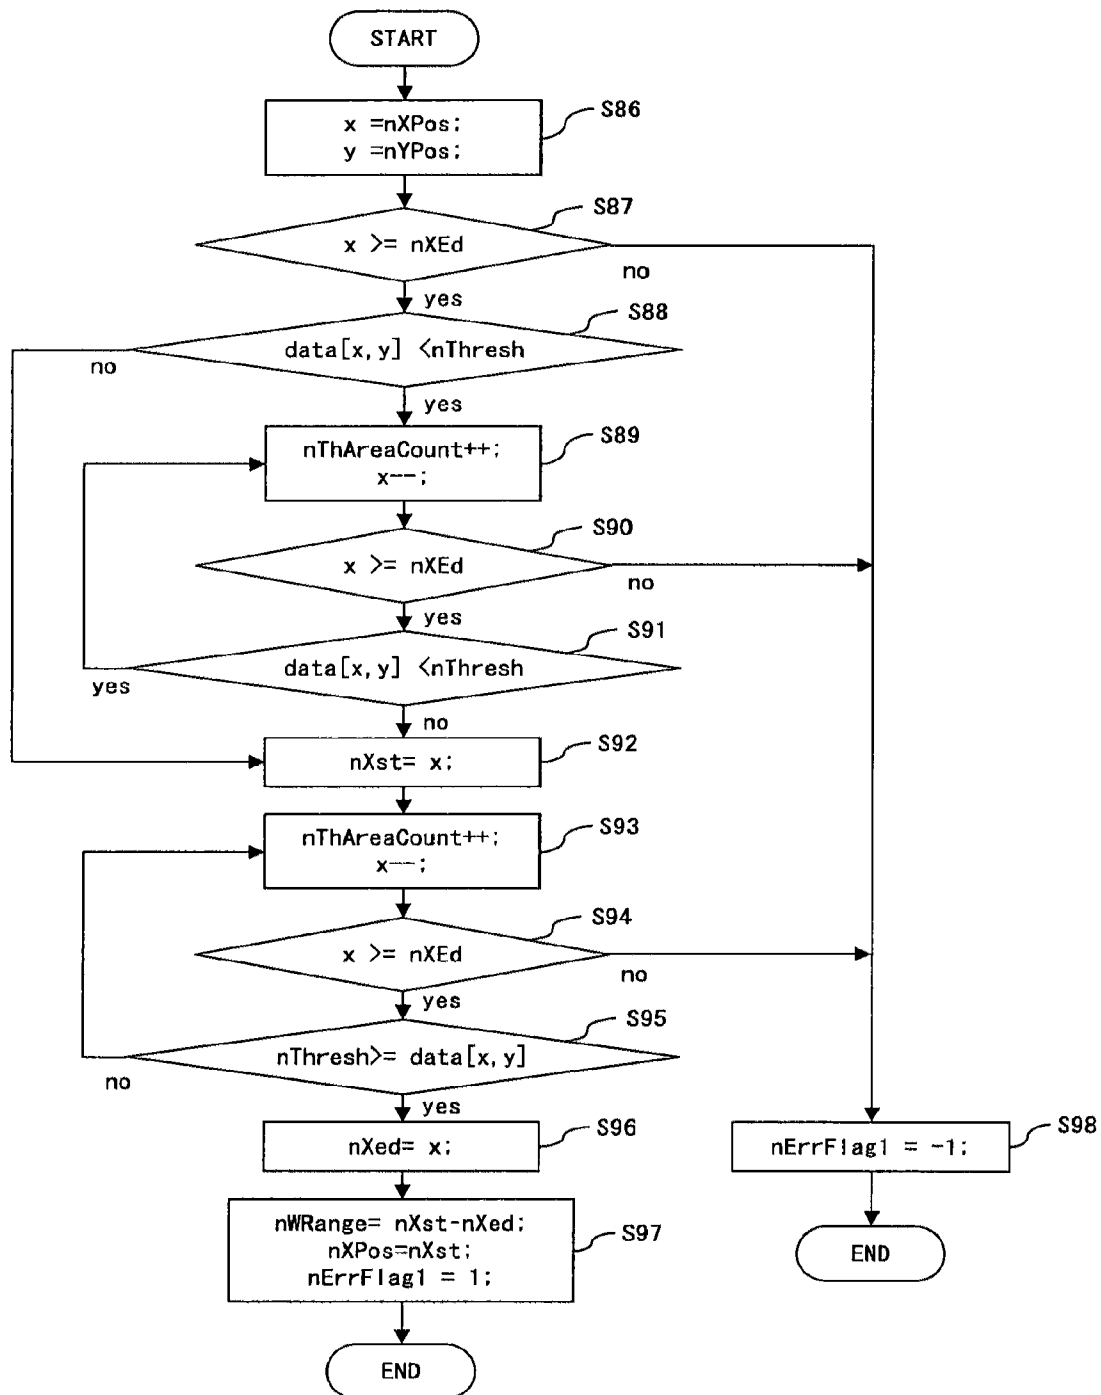 START
x =nXPos;
y =nYPos;
S86
x >= nXEd
S87
no
yes
data[x,y] <nThresh
S88
no
yes
nThAreaCount++;
x--;
S89
x >= nXEd
S90
no
yes
data[x,y] <nThresh
S91
yes
no
nXst= x;
S92
nThAreaCount++;
x--;
S93
x >= nXEd
S94
no
yes
nThresh>= data[x,y]
S95
no
yes
nXed= x;
S96
nErrFlag1 = -1;
S98
nWRange= nXst-nXed;
nXPos=nXst;
nErrFlag1 = 1;
S97
END
END